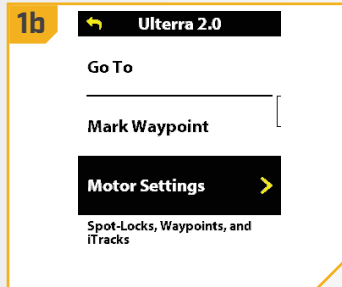 1b
Ulterra 2.0
Go To
Mark Waypoint
Motor Settings
Spot-Locks, Waypoints, and
iTracks